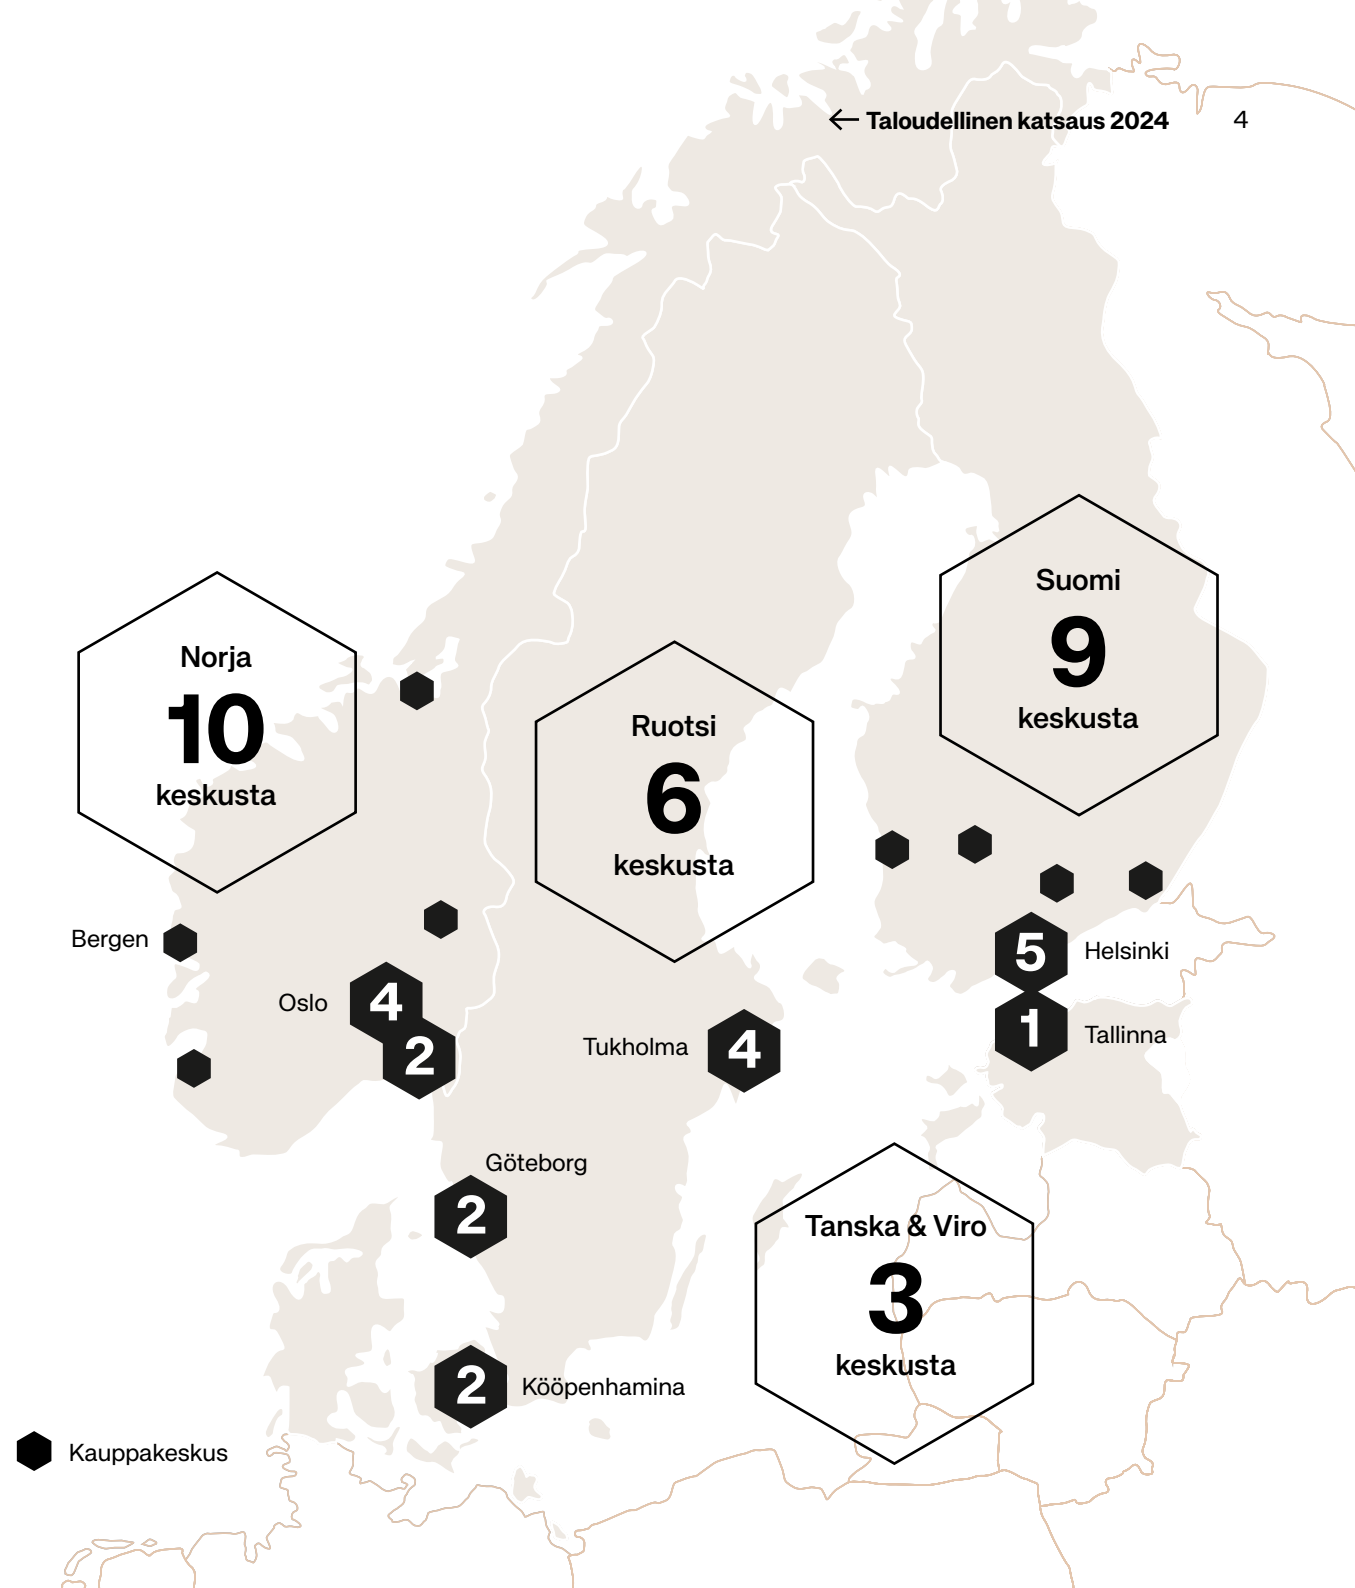 ← Taloudellinen katsaus 2024 4
Suomi
9
keskusta
Norja
10
keskusta
Ruotsi
6
keskusta
Bergen
Oslo
4
2
Tukholma
4
5
Helsinki
1
Tallinna
Göteborg
2
Tanska & Viro
3
keskusta
2
Kööpenhamina
Kauppakeskus